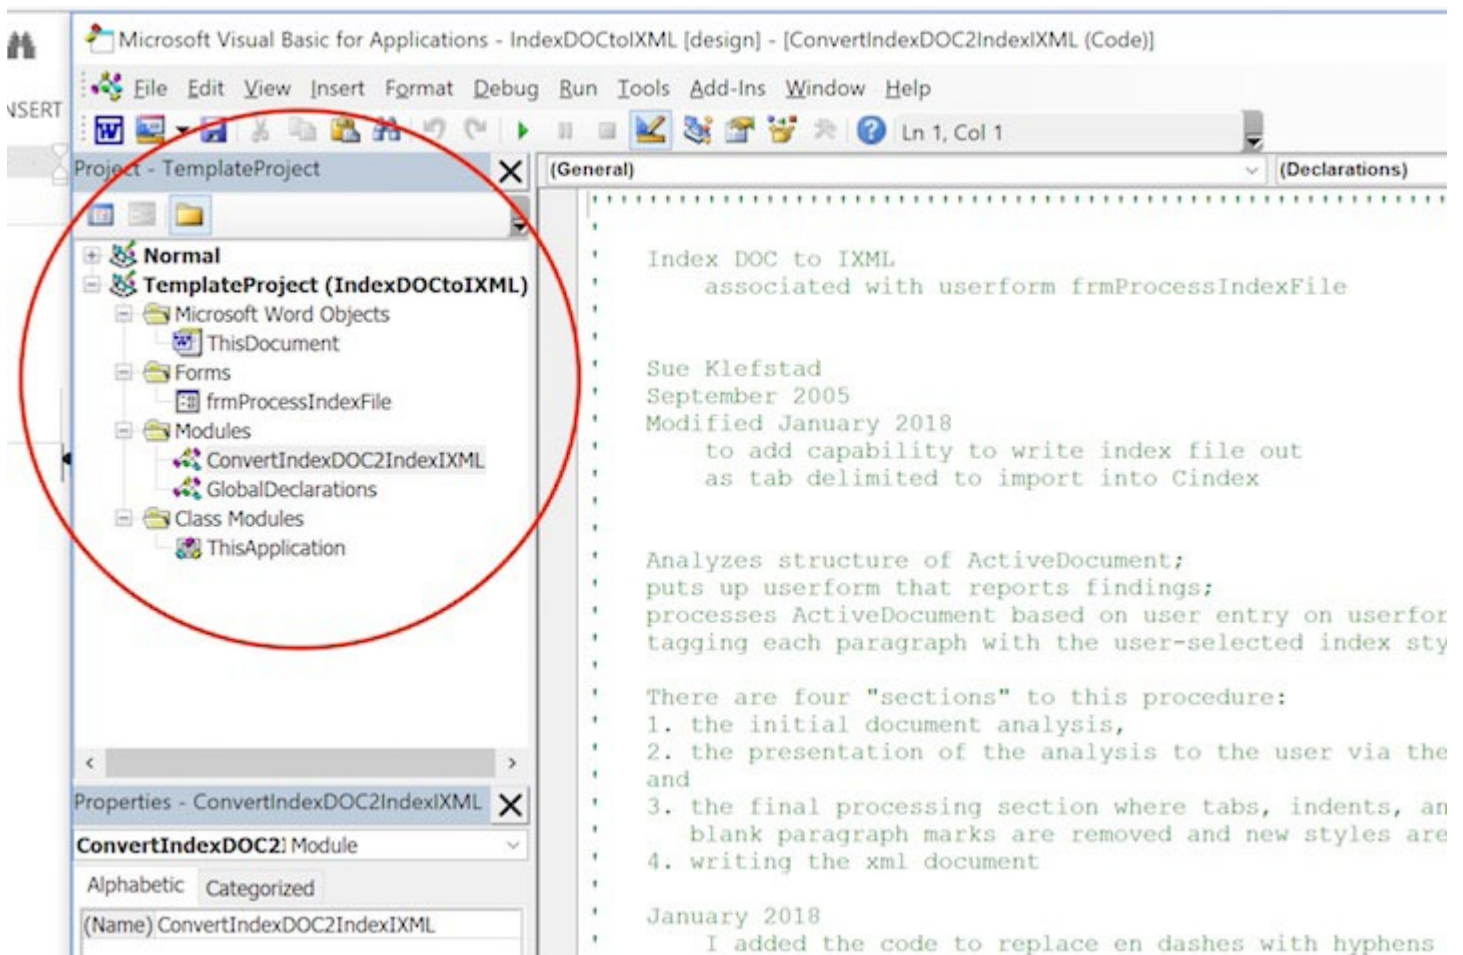 Microsoft Visual Basic for Applications - IndexDOCtoIXML [design] - [ConvertIndexDOC2IndexIXML (Code)]
File Edit View Insert Format Debug Run Tools Add-Ins Window Help
NSERT
Ln 1, Col 1
Project - TemplateProject
(General)
(Declarations)
Normal
TemplateProject (IndexDOCtoIXML)
Microsoft Word Objects
ThisDocument
Forms
frmProcessIndexFile
Modules
ConvertIndexDOC2IndexIXML
GlobalDeclarations
Class Modules
ThisApplication
Properties - ConvertIndexDOC2IndexIXML
ConvertIndexDOC2I Module
Alphabetic Categorized
(Name) ConvertIndexDOC2IndexIXML
''''''''''''''''''''''''''''''''''''''''''''''''''''''''''''
'
' Index DOC to IXML
' associated with userform frmProcessIndexFile
'
'
' Sue Klefstad
' September 2005
' Modified January 2018
' to add capability to write index file out
' as tab delimited to import into Cindex
'
'
' Analyzes structure of ActiveDocument;
' puts up userform that reports findings;
' processes ActiveDocument based on user entry on userfor
' tagging each paragraph with the user-selected index sty
'
' There are four "sections" to this procedure:
' 1. the initial document analysis,
' 2. the presentation of the analysis to the user via the
' and
' 3. the final processing section where tabs, indents, an
' blank paragraph marks are removed and new styles are
' 4. writing the xml document
'
' January 2018
' I added the code to replace en dashes with hyphens